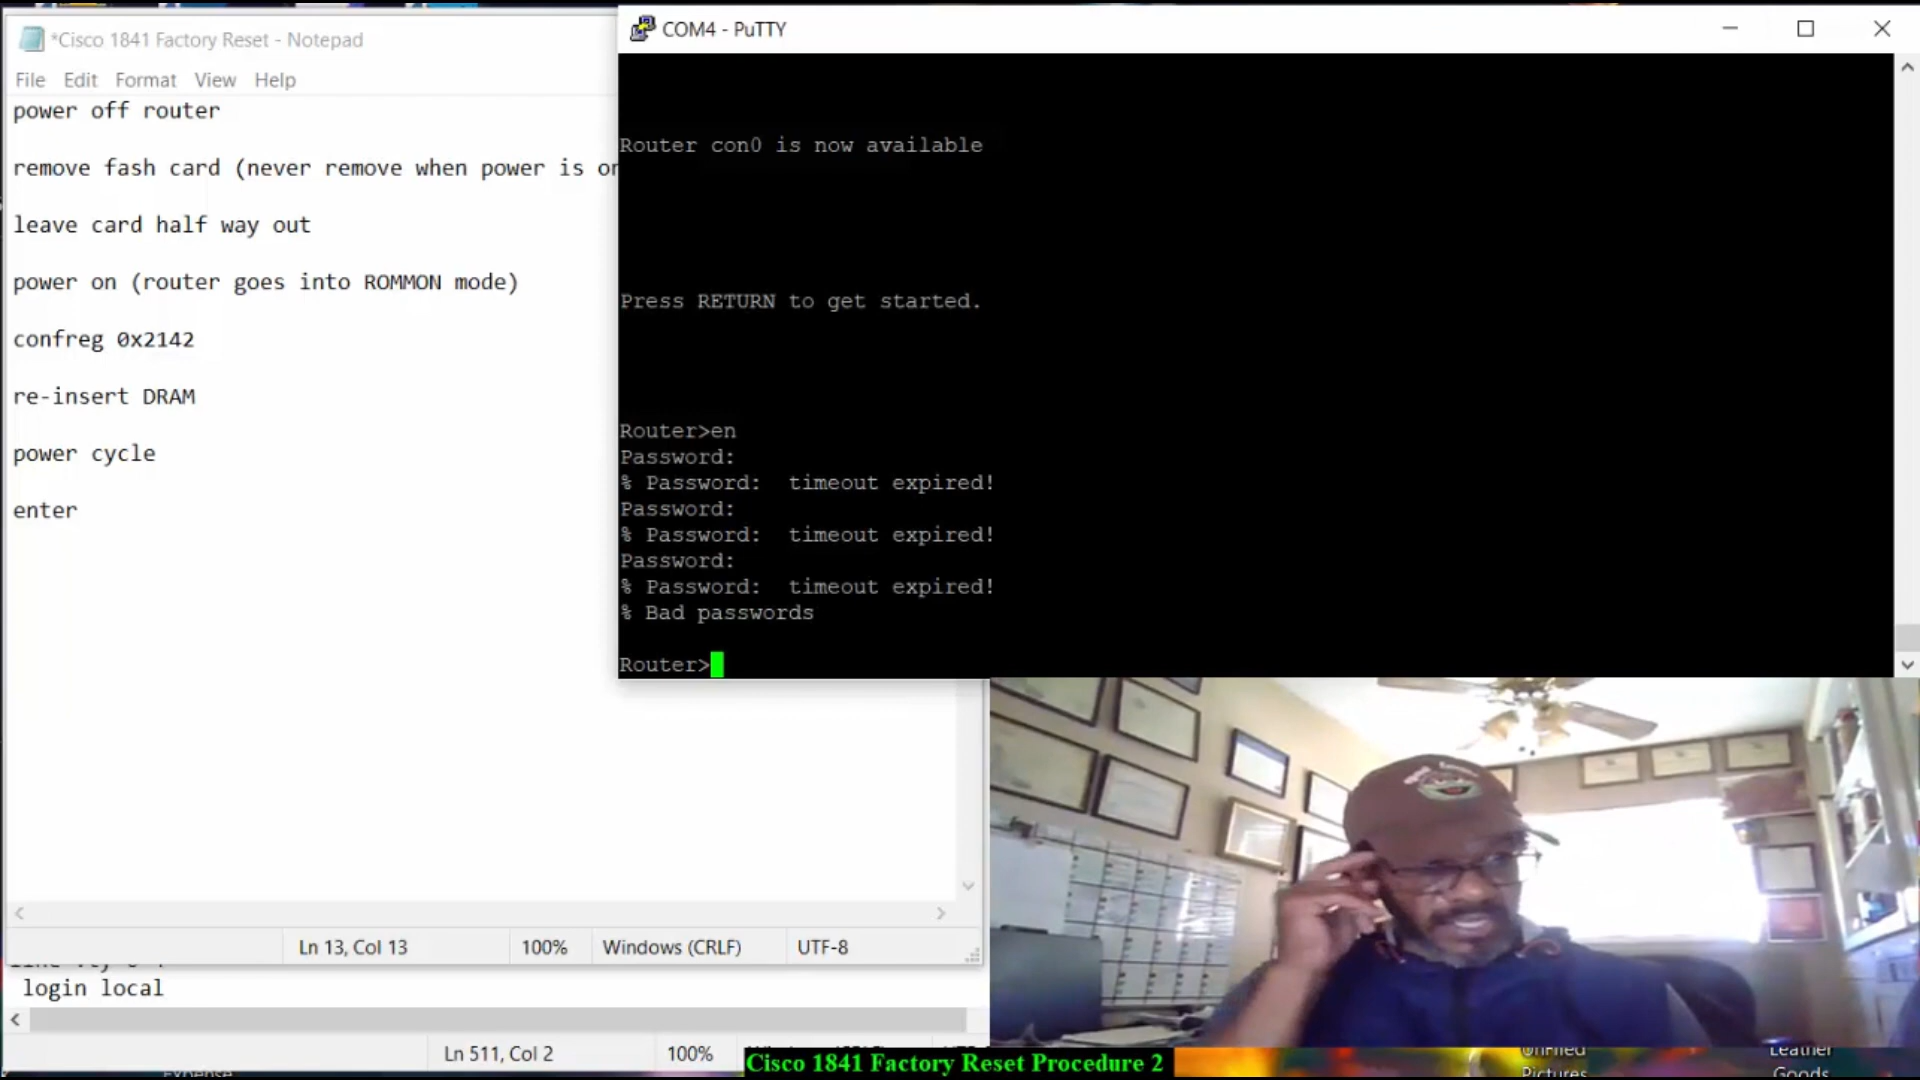 *Cisco 1841 Factory Reset - Notepad
File Edit Format View Help
power off router
remove fash card (never remove when power is on
leave card half way out
power on (router goes into ROMMON mode)
confreg 0x2142
re-insert DRAM
power cycle
enter
Ln 13, Col 13 100% Windows (CRLF) UTF-8
login local
Ln 511, Col 2 100%
COM4 - PuTTY
Router con0 is now available
Press RETURN to get started.
Router>en
Password:
% Password:  timeout expired!
Password:
% Password:  timeout expired!
Password:
% Password:  timeout expired!
% Bad passwords
Router>
Cisco 1841 Factory Reset Procedure 2
Pictures
Leather
Goods